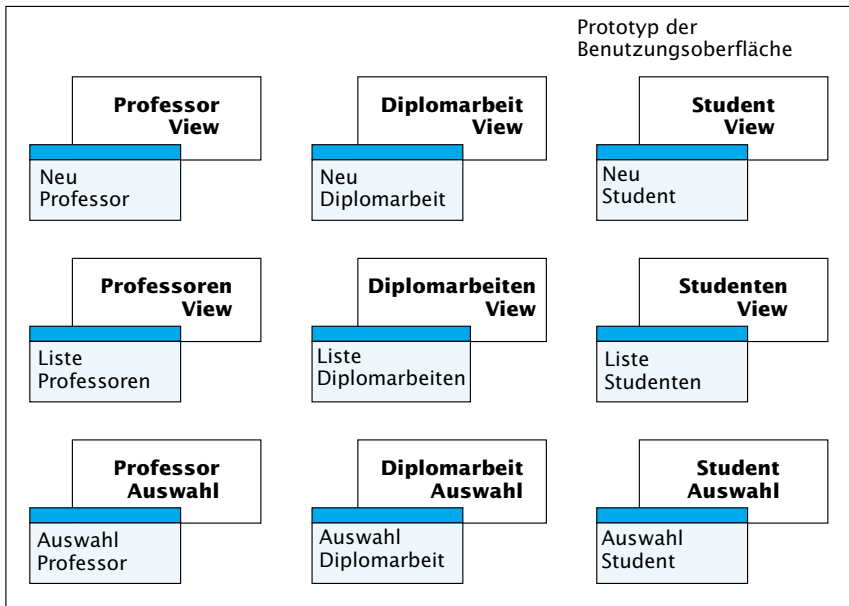 Prototyp der
Benutzungsoberfläche
Professor
View
Neu
Professor
Diplomarbeit
View
Neu
Diplomarbeit
Student
View
Neu
Student
Professoren
View
Liste
Professoren
Diplomarbeiten
View
Liste
Diplomarbeiten
Studenten
View
Liste
Studenten
Professor
Auswahl
Auswahl
Professor
Diplomarbeit
Auswahl
Auswahl
Diplomarbeit
Student
Auswahl
Auswahl
Student